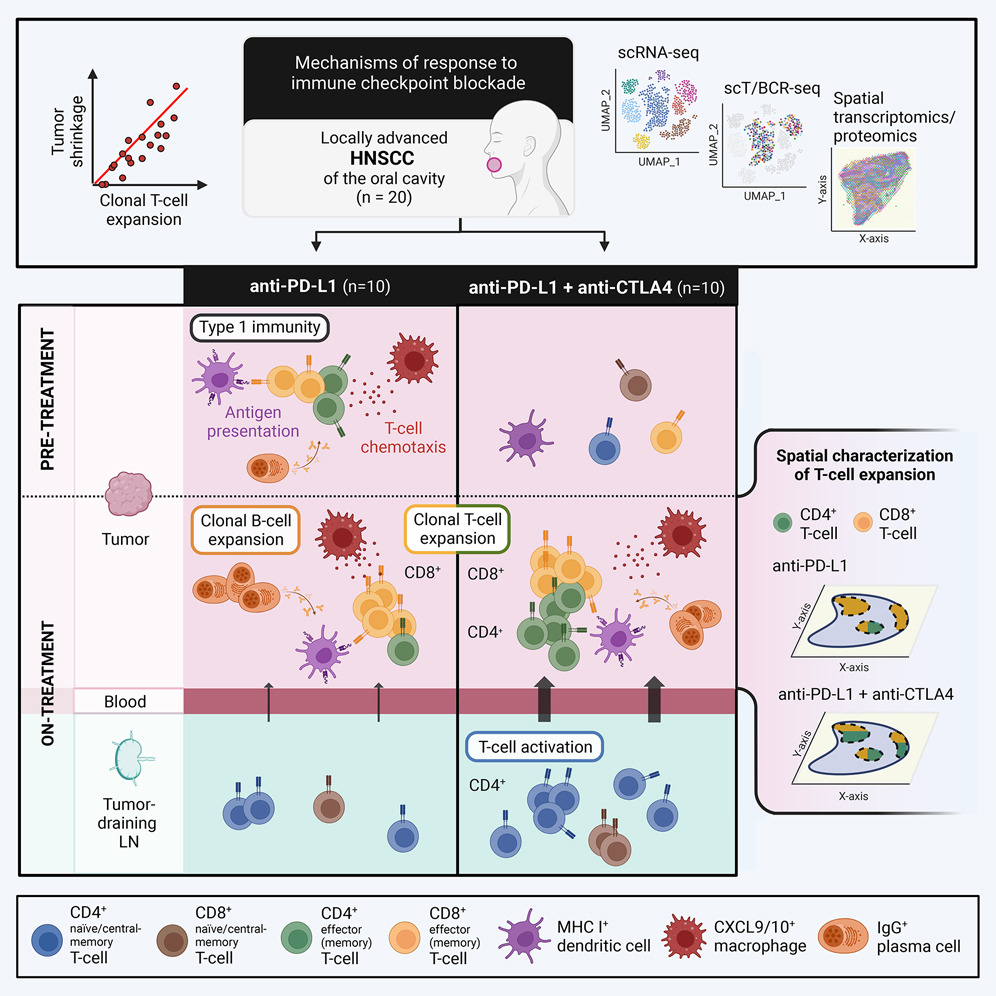 Tumor
shrinkage
Clonal T-cell
expansion
Mechanisms of response to
immune checkpoint blockade
Locally advanced
HNSCC
of the oral cavity
(n = 20)
scRNA-seq
UMAP_2
UMAP_1
scT/BCR-seq
UMAP_2
UMAP_1
Spatial
transcriptomics/
proteomics
Y-axis
X-axis
anti-PD-L1 (n=10)
anti-PD-L1 + anti-CTLA4 (n=10)
PRE-TREATMENT
Type 1 immunity
Antigen
presentation
T-cell
chemotaxis
Tumor
ON-TREATMENT
Clonal B-cell
expansion
Clonal T-cell
expansion
CD8⁺
CD8⁺
CD4⁺
Blood
Tumor-
draining
LN
T-cell activation
CD4⁺
Spatial characterization
of T-cell expansion
CD4⁺
T-cell
CD8⁺
T-cell
anti-PD-L1
Y-axis
X-axis
anti-PD-L1 + anti-CTLA4
Y-axis
X-axis
CD4⁺
naïve/central-
memory
T-cell
CD8⁺
naïve/central-
memory
T-cell
CD4⁺
effector
(memory)
T-cell
CD8⁺
effector
(memory)
T-cell
MHC I⁺
dendritic cell
CXCL9/10⁺
macrophage
IgG⁺
plasma cell